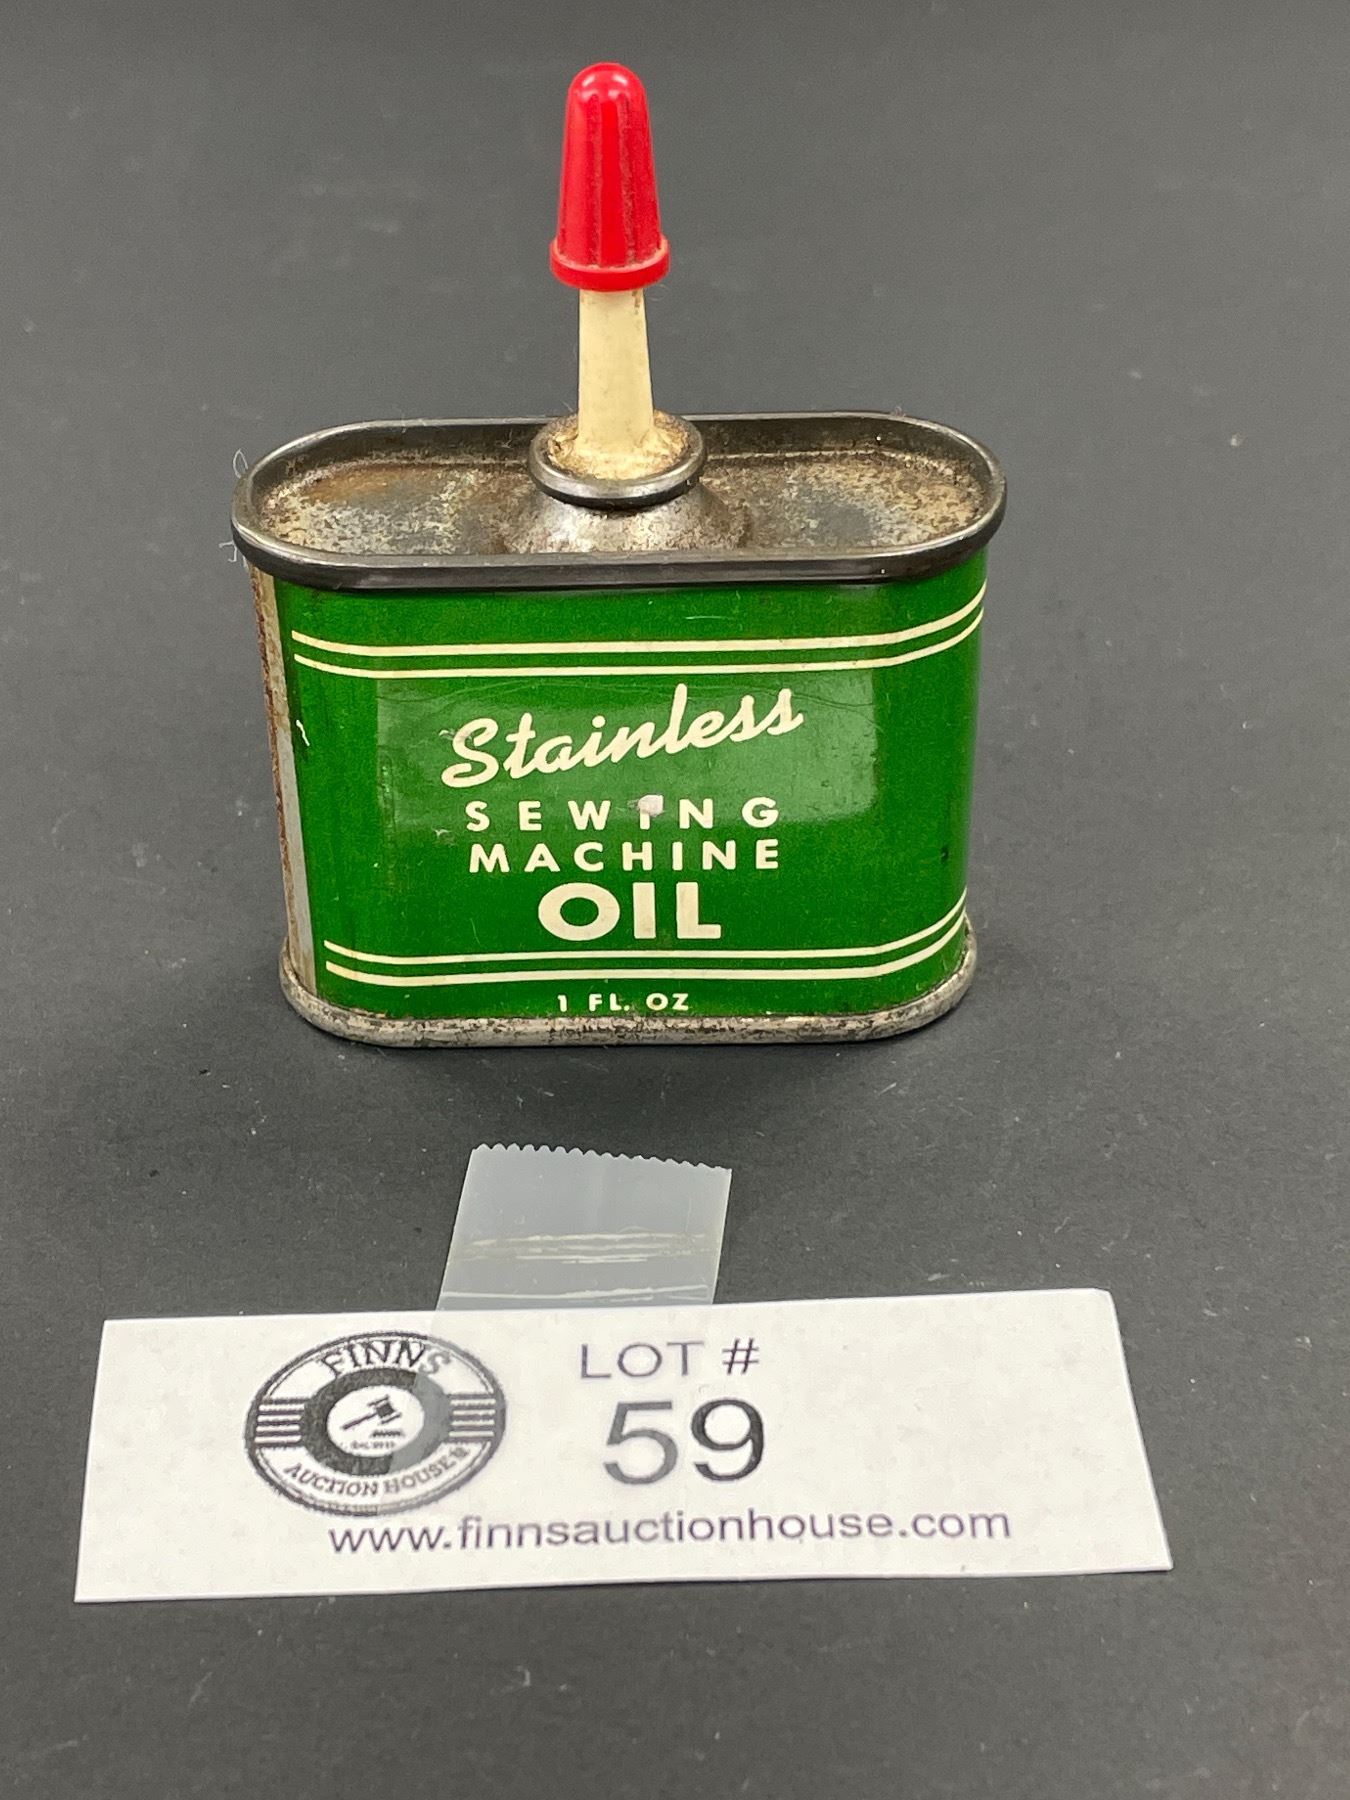 Stainless
SEWING
MACHINE
OIL
1 FL. OZ
FINNS
AUCTION HOUSE
LOT #
59
www.finnsauctionhouse.com